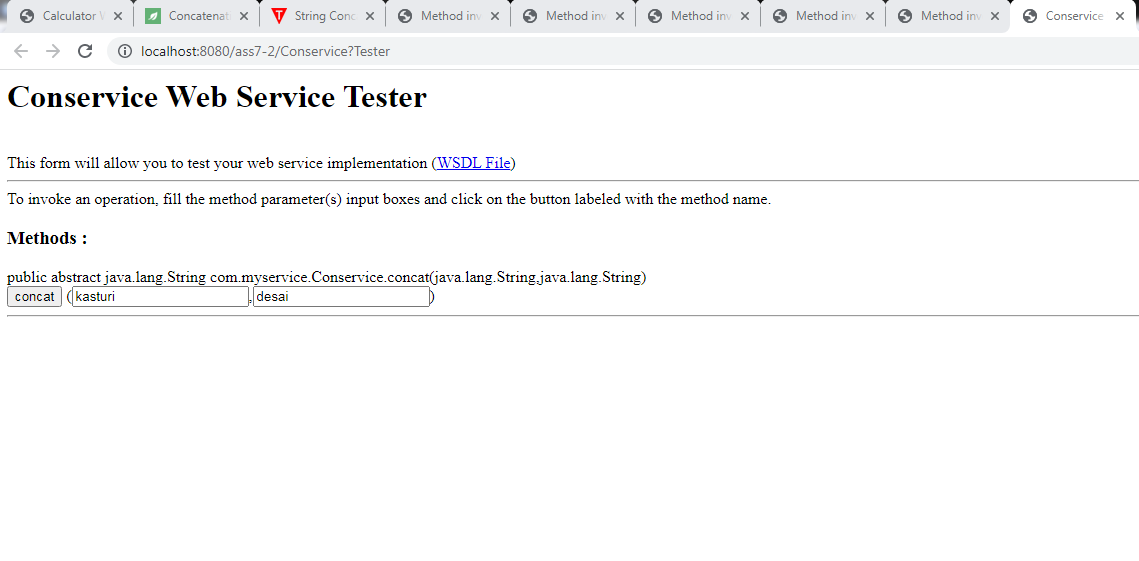 Calculator W
Concatenati
String Conc
Method inv
Method inv
Method inv
Method inv
Method inv
Conservice
localhost:8080/ass7-2/Conservice?Tester
Conservice Web Service Tester
This form will allow you to test your web service implementation (WSDL File)
To invoke an operation, fill the method parameter(s) input boxes and click on the button labeled with the method name.
Methods :
public abstract java.lang.String com.myservice.Conservice.concat(java.lang.String,java.lang.String)
concat (kasturi,desai)